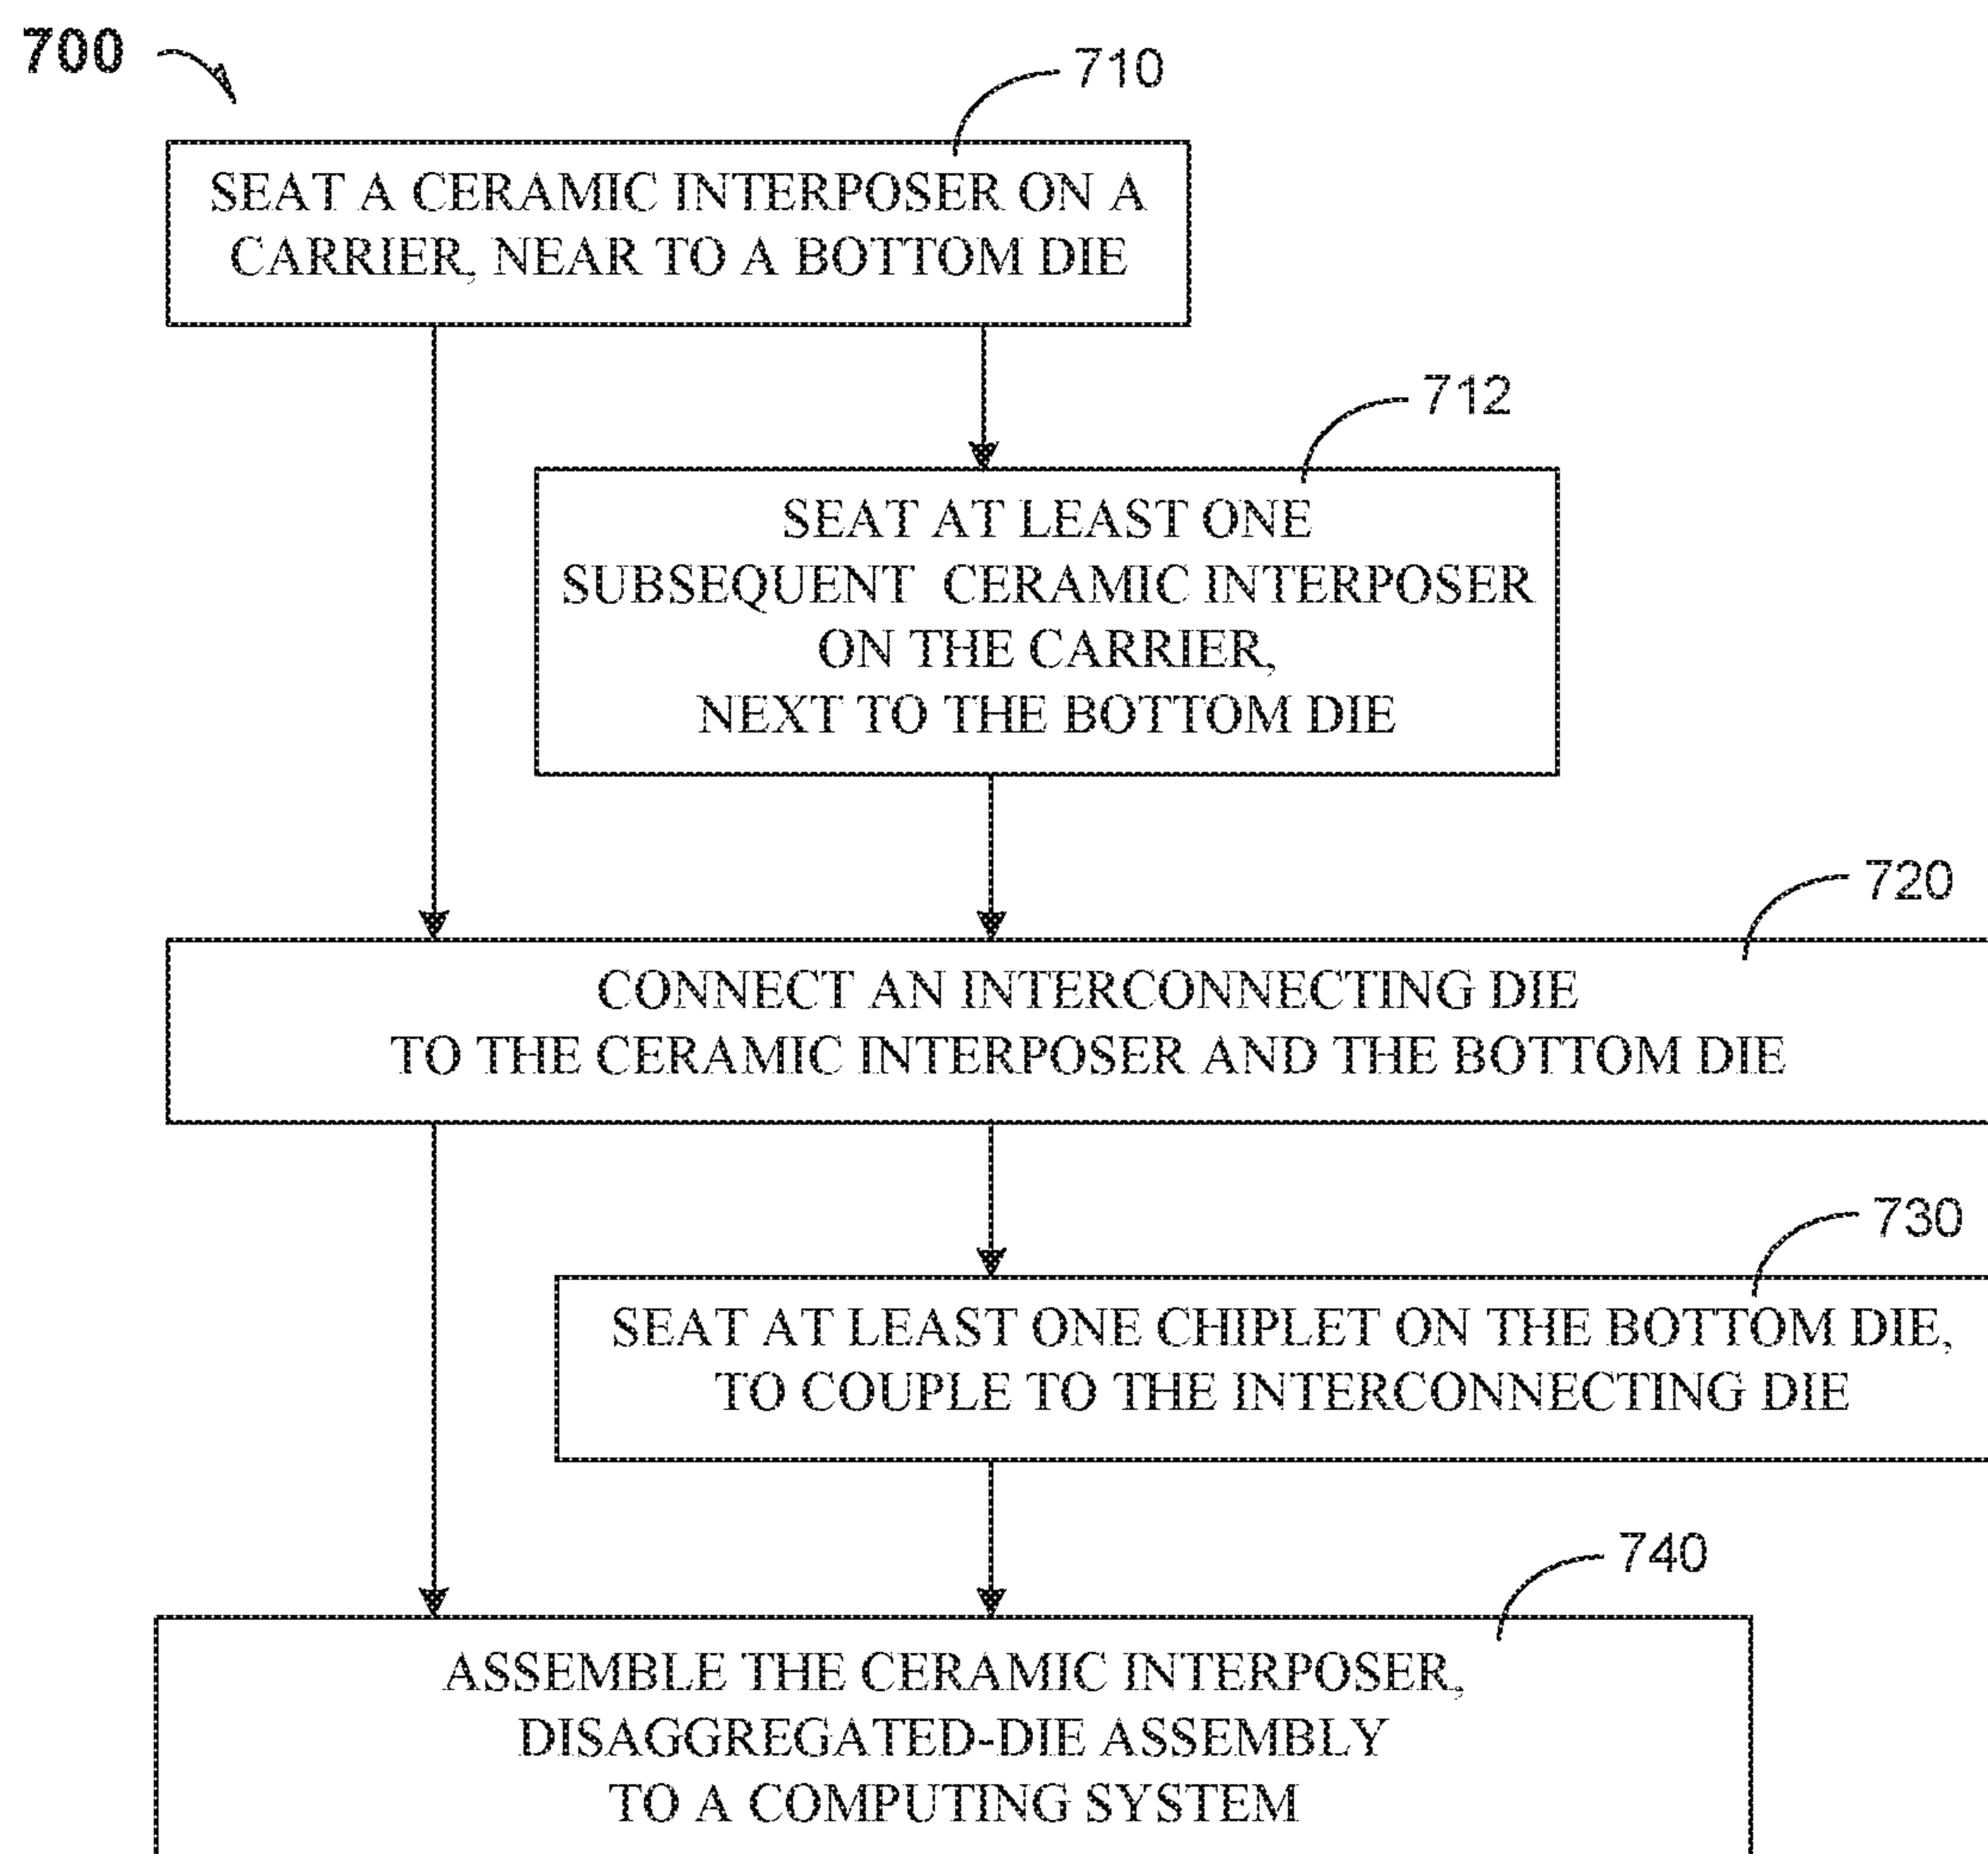 700
710
SEAT A CERAMIC INTERPOSER ON A
CARRIER, NEAR TO A BOTTOM DIE
712
SEAT AT LEAST ONE
SUBSEQUENT CERAMIC INTERPOSER
ON THE CARRIER,
NEXT TO THE BOTTOM DIE
720
CONNECT AN INTERCONNECTING DIE
TO THE CERAMIC INTERPOSER AND THE BOTTOM DIE
730
SEAT AT LEAST ONE CHIPLET ON THE BOTTOM DIE,
TO COUPLE TO THE INTERCONNECTING DIE
740
ASSEMBLE THE CERAMIC INTERPOSER,
DISAGGREGATED-DIE ASSEMBLY
TO A COMPUTING SYSTEM